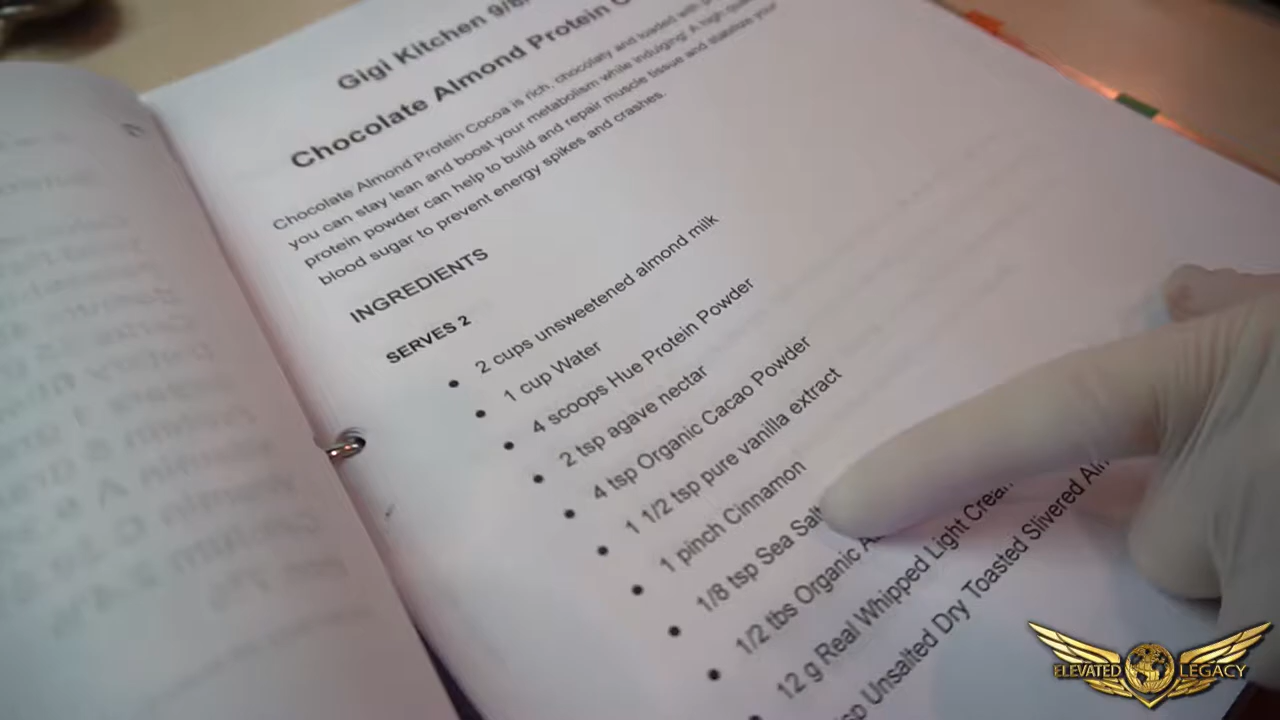 Gigi Kitchen
Chocolate Almond Protein
Chocolate Almond Protein Cocoa is rich, chocolaty and loaded with
you can stay lean and boost your metabolism while indulging! A high
protein powder can help to build and repair muscle tissue and stabilize your
blood sugar to prevent energy spikes and crashes.
INGREDIENTS
SERVES 2
• 2 cups unsweetened almond milk
• 1 cup Water
• 4 scoops Hue Protein Powder
• 2 tsp agave nectar
• 4 tsp Organic Cacao Powder
• 1 1/2 tsp pure vanilla extract
• 1 pinch Cinnamon
• 1/8 tsp Sea Salt
• 1/2 tbs Organic
• 12 g Real Whipped Light
Unsalted Dry Toasted Slivered
ELEVATED LEGACY